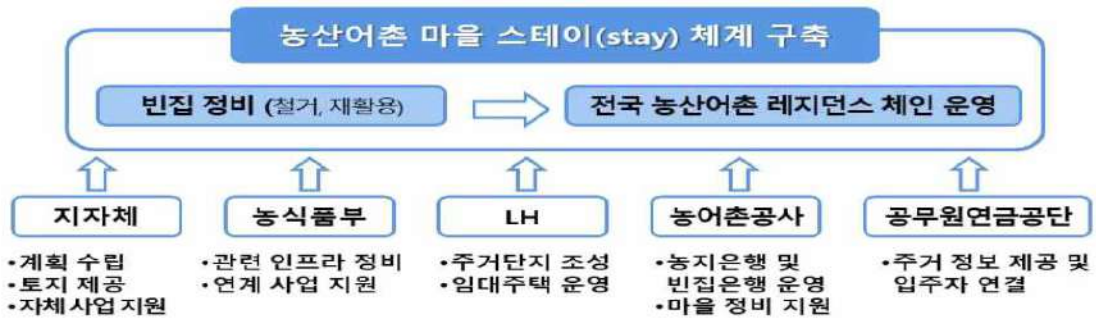 농산어촌 마을 스테이(stay) 체계 구축
빈집 정비 (철거, 재활용)
전국 농산어촌 레지던스 체인 운영
지자체
농식품부
LH
농어촌공사
공무원연금공단
•계획 수립
•토지 제공
•자체사업 지원
•관련 인프라 정비
•연계 사업 지원
•주거단지 조성
•임대주택 운영
•농지은행 및
빈집은행 운영
•마을 정비 지원
•주거 정보 제공 및
입주자 연결